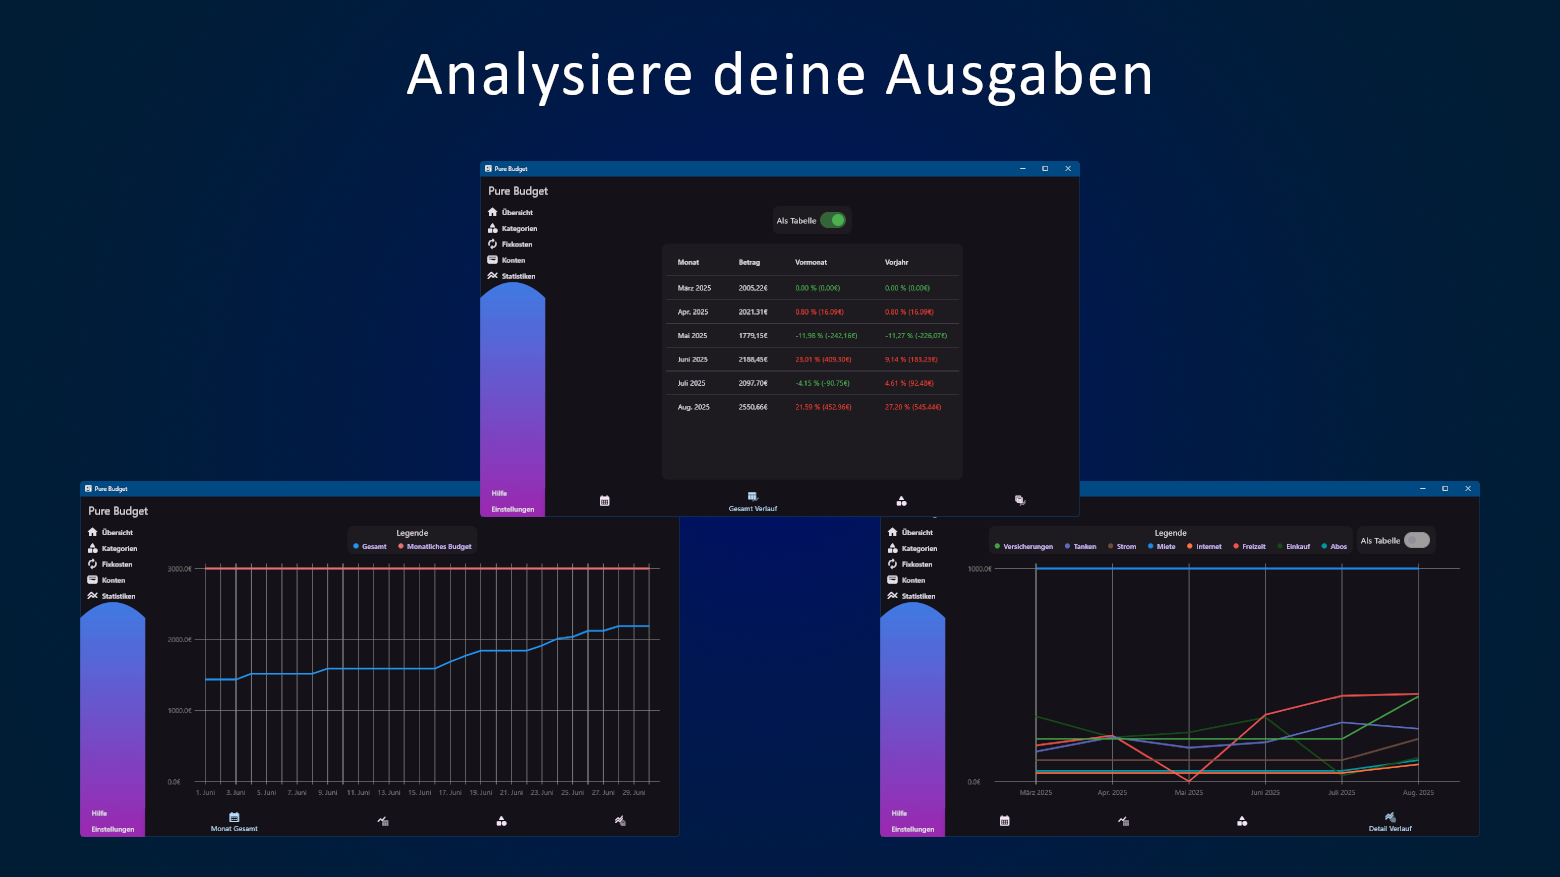 Analysiere deine Ausgaben
Pure Budget
Pure Budget
Übersicht
Kategorien
Fixkosten
Konten
Statistiken
Hilfe
Einstellungen
Als Tabelle
Monat Betrag Vormonat Vorjahr
März 2025 2005,22€ 0,00 % (0,00€) 0,00 % (0,00€)
Apr. 2025 2021,31€ 0,80 % (16,09€) 0,80 % (16,09€)
Mai 2025 1779,15€ -11,98 % (-242,16€) -11,27 % (-226,07€)
Juni 2025 2188,45€ 23,01 % (409,30€) 9,14 % (183,23€)
Juli 2025 2097,70€ -4,15 % (-90,75€) 4,61 % (92,48€)
Aug. 2025 2550,66€ 21,59 % (452,96€) 27,20 % (545,44€)
Gesamt Verlauf
Pure Budget
Pure Budget
Übersicht
Kategorien
Fixkosten
Konten
Statistiken
Hilfe
Einstellungen
Legende
Gesamt Monatliches Budget
3000.0€
2000.0€
1000.0€
0.0€
1. Juni 3. Juni 5. Juni 7. Juni 9. Juni 11. Juni 13. Juni 15. Juni 17. Juni 19. Juni 21. Juni 23. Juni 25. Juni 27. Juni 29. Juni
Monat Gesamt
Übersicht
Kategorien
Fixkosten
Konten
Statistiken
Hilfe
Einstellungen
Legende
Versicherungen Tanken Strom Miete Internet Freizeit Einkauf Abos
Als Tabelle
1000.0€
0.0€
März 2025 Apr. 2025 Mai 2025 Juni 2025 Juli 2025 Aug. 2025
Detail Verlauf